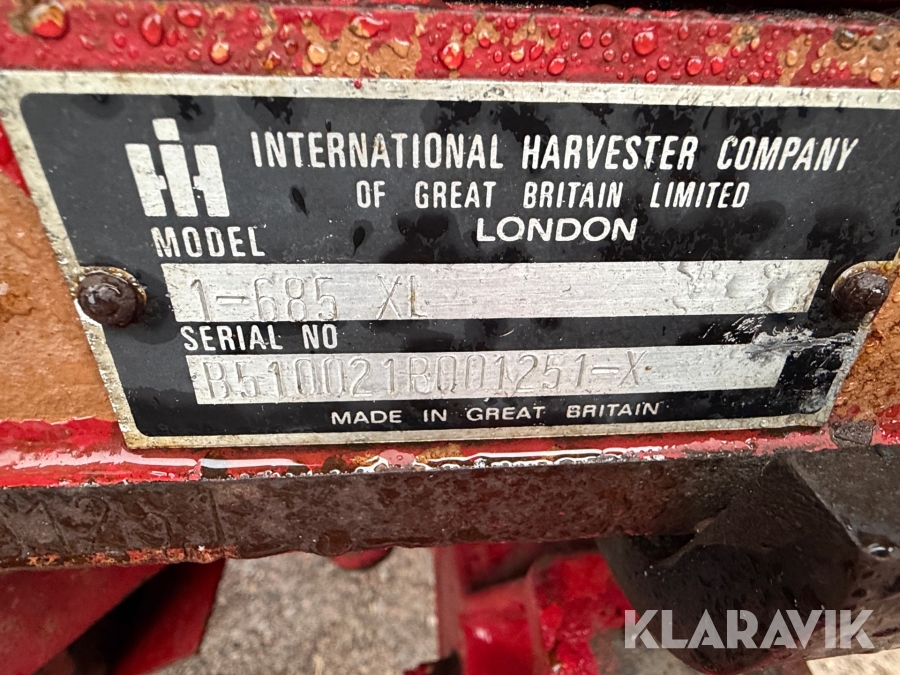 IH
INTERNATIONAL HARVESTER COMPANY
OF GREAT BRITAIN LIMITED
LONDON
MODEL
1-685 XL
SERIAL NO
B510021B001251-X
MADE IN GREAT BRITAIN
KLARAVIK